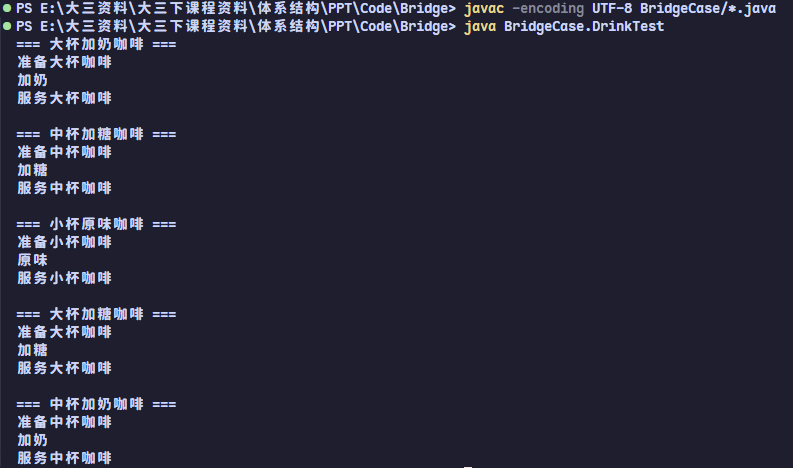 PS E:\大三资料\大三下课程资料\体系结构\PPT\Code\Bridge> javac -encoding UTF-8 BridgeCase/*.java
PS E:\大三资料\大三下课程资料\体系结构\PPT\Code\Bridge> java BridgeCase.DrinkTest
=== 大杯加奶咖啡 ===
准备大杯咖啡
加奶
服务大杯咖啡
=== 中杯加糖咖啡 ===
准备中杯咖啡
加糖
服务中杯咖啡
=== 小杯原味咖啡 ===
准备小杯咖啡
原味
服务小杯咖啡
=== 大杯加糖咖啡 ===
准备大杯咖啡
加糖
服务大杯咖啡
=== 中杯加奶咖啡 ===
准备中杯咖啡
加奶
服务中杯咖啡